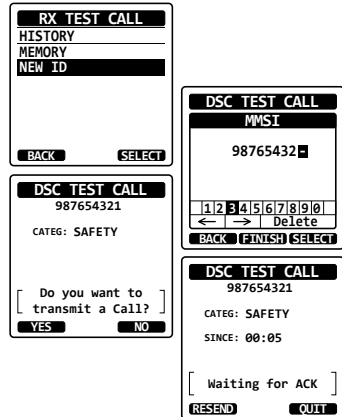 RX TEST CALL
HISTORY
MEMORY
NEW ID
BACK SELECT
DSC TEST CALL
MMSI
98765432-
1 2 3 4 5 6 7 8 9 0
← → Delete
BACK FINISH SELECT
DSC TEST CALL
987654321
CATEG: SAFETY
Do you want to
transmit a Call?
YES NO
DSC TEST CALL
987654321
CATEG: SAFETY
SINCE: 00:05
Waiting for ACK
RESEND QUIT